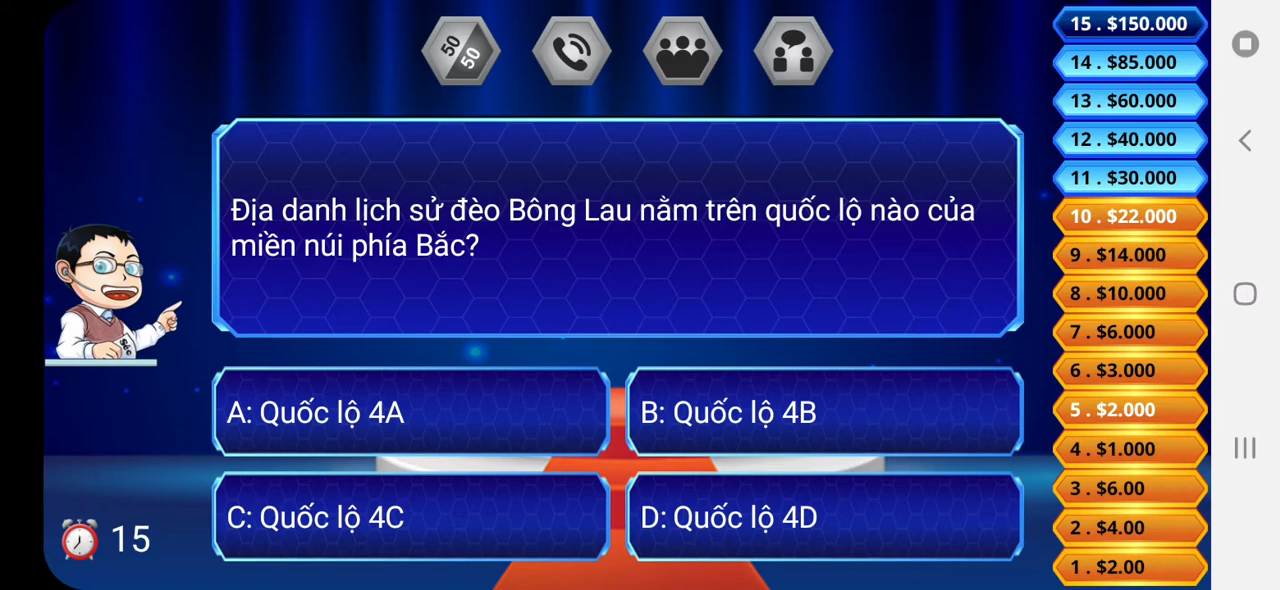 50
50
Địa danh lịch sử đèo Bông Lau nằm trên quốc lộ nào của
miền núi phía Bắc?
A: Quốc lộ 4A
B: Quốc lộ 4B
C: Quốc lộ 4C
D: Quốc lộ 4D
15
15 . $150.000
14 . $85.000
13 . $60.000
12 . $40.000
11 . $30.000
10 . $22.000
9 . $14.000
8 . $10.000
7 . $6.000
6 . $3.000
5 . $2.000
4 . $1.000
3 . $6.00
2 . $4.00
1 . $2.00